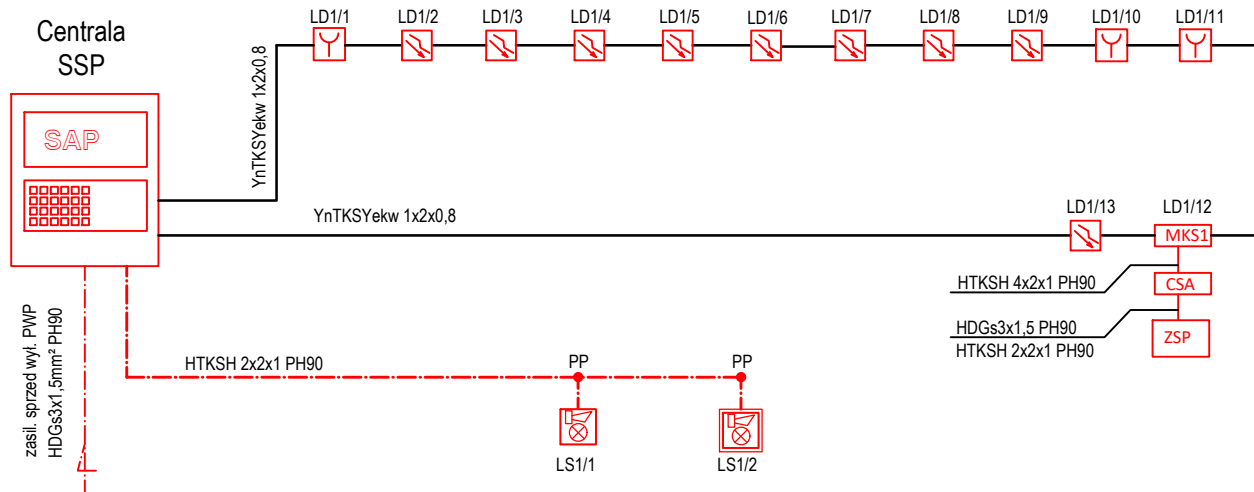 Centrala
SSP
LD1/1
LD1/2
LD1/3
LD1/4
LD1/5
LD1/6
LD1/7
LD1/8
LD1/9
LD1/10
LD1/11
SAP
YnTKSYekw 1x2x0,8
YnTKSYekw 1x2x0,8
LD1/13
LD1/12
MKS1
HTKSH 4x2x1 PH90
CSA
HDGs3x1,5 PH90
HTKSH 2x2x1 PH90
ZSP
zasil. sprzed wył. PWP
HDGs3x1,5mm² PH90
HTKSH 2x2x1 PH90
PP
PP
LS1/1
LS1/2